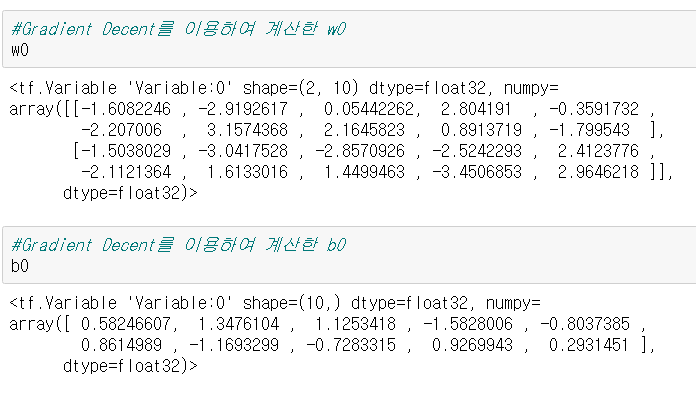 #Gradient Decent를 이용하여 계산한 w0
w0
<tf.Variable 'Variable:0' shape=(2, 10) dtype=float32, numpy=
array([[-1.6082246 , -2.9192617 ,  0.05442262,  2.804191  , -0.3591732 ,
        -2.207006  ,  3.1574368 ,  2.1645823 ,  0.8913719 , -1.799543  ],
       [-1.5038029 , -3.0417528 , -2.8570926 , -2.5242293 ,  2.4123776 ,
        -2.1121364 ,  1.6133016 ,  1.4499463 , -3.4506853 ,  2.9646218 ]],
      dtype=float32)>
#Gradient Decent를 이용하여 계산한 b0
b0
<tf.Variable 'Variable:0' shape=(10,) dtype=float32, numpy=
array([ 0.58246607,  1.3476104 ,  1.1253418 , -1.5828006 , -0.8037385 ,
        0.8614989 , -1.1693299 , -0.7283315 ,  0.9269943 ,  0.2931451 ],
      dtype=float32)>